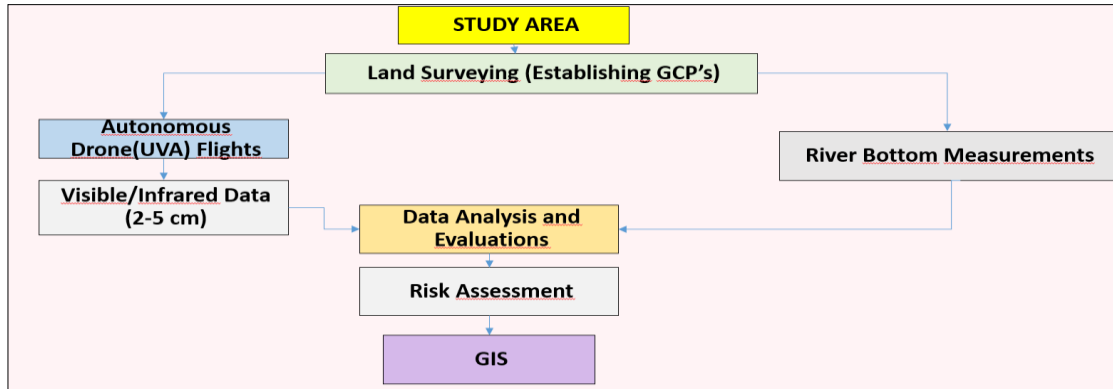 STUDY AREA
Land Surveying (Establishing GCP's)
Autonomous
Drone(UVA) Flights
River Bottom Measurements
Visible/Infrared Data
(2-5 cm)
Data Analysis and
Evaluations
Risk Assessment
GIS